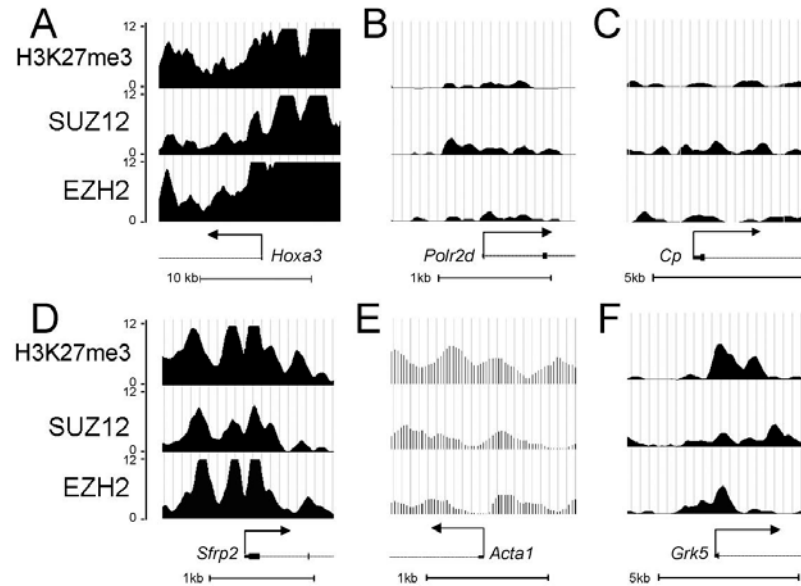 A
B
C
12
H3K27me3
0
12
SUZ12
0
12
EZH2
0
Hoxa3
Polr2d
Cp
10 kb
1kb
5kb
D
E
F
12
H3K27me3
0
12
SUZ12
0
12
EZH2
0
Sfrp2
Acta1
Grk5
1kb
1kb
5kb